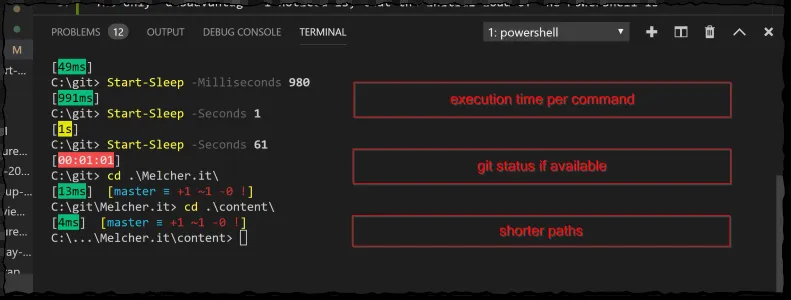 PROBLEMS 12 OUTPUT DEBUG CONSOLE TERMINAL 1: powershell
M
[49ms]
C:\git> Start-Sleep -Milliseconds 980
[991ms]
C:\git> Start-Sleep -Seconds 1
[1s]
C:\git> Start-Sleep -Seconds 61
[00:01:01]
C:\git> cd .\Melcher.it\
[13ms] [master ≡ +1 ~1 -0 !]
C:\git\Melcher.it> cd .\content\
[4ms] [master ≡ +1 ~1 -0 !]
C:\...\Melcher.it\content>
execution time per command
git status if available
shorter paths